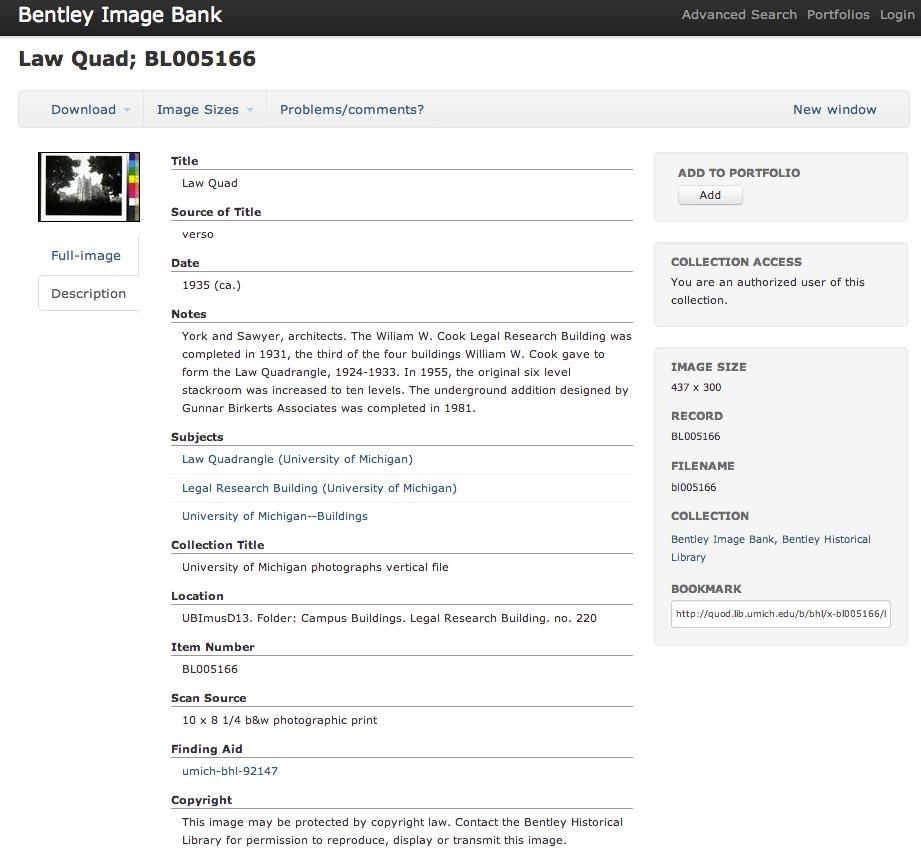 Bentley Image Bank
Advanced Search Portfolios Login
Law Quad; BL005166
Download Image Sizes Problems/comments? New window
Full-image
Description
Title
Law Quad
Source of Title
verso
Date
1935 (ca.)
Notes
York and Sawyer, architects. The Wiliam W. Cook Legal Research Building was
completed in 1931, the third of the four buildings William W. Cook gave to
form the Law Quadrangle, 1924-1933. In 1955, the original six level
stackroom was increased to ten levels. The underground addition designed by
Gunnar Birkerts Associates was completed in 1981.
Subjects
Law Quadrangle (University of Michigan)
Legal Research Building (University of Michigan)
University of Michigan--Buildings
Collection Title
University of Michigan photographs vertical file
Location
UBImusD13. Folder: Campus Buildings. Legal Research Building. no. 220
Item Number
BL005166
Scan Source
10 x 8 1/4 b&w photographic print
Finding Aid
umich-bhl-92147
Copyright
This image may be protected by copyright law. Contact the Bentley Historical
Library for permission to reproduce, display or transmit this image.
ADD TO PORTFOLIO
Add
COLLECTION ACCESS
You are an authorized user of this
collection.
IMAGE SIZE
437 x 300
RECORD
BL005166
FILENAME
bl005166
COLLECTION
Bentley Image Bank, Bentley Historical
Library
BOOKMARK
http://quod.lib.umich.edu/b/bhl/x-bl005166/